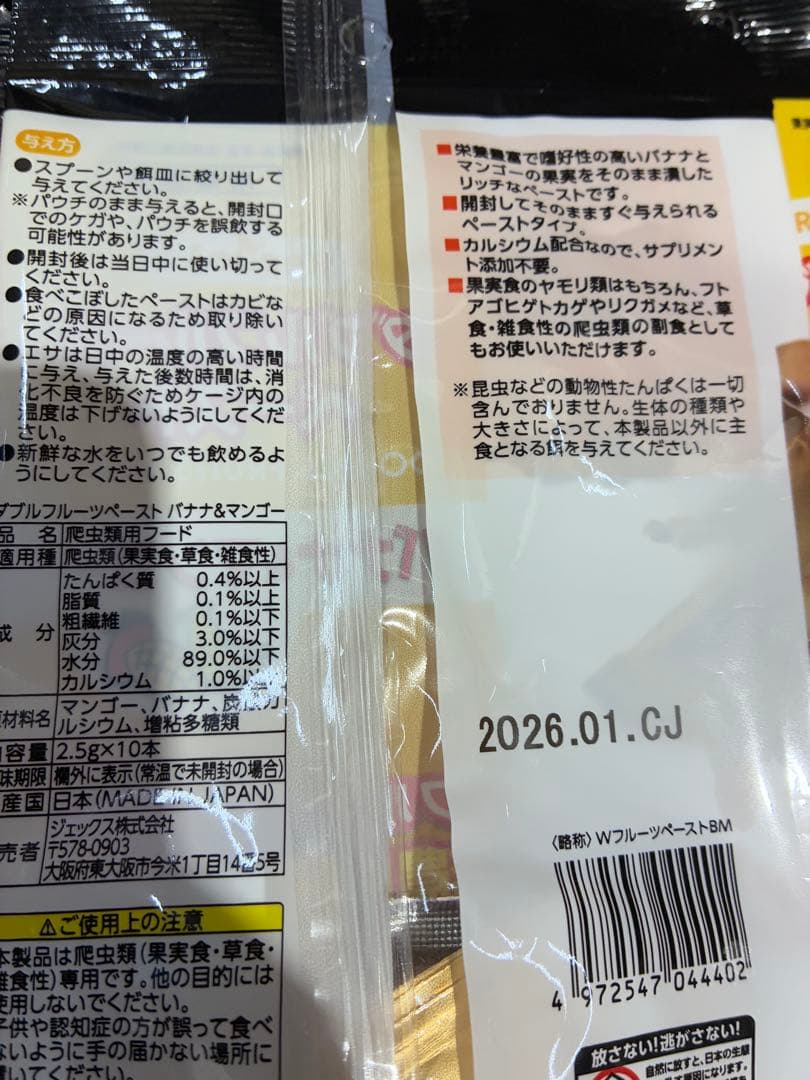 与え方
●スプーンや餌皿に絞り出して
与えてください。
※パウチのまま与えると、開封口
でのケガや、パウチを誤飲する
可能性があります。
●開封後は当日中に使い切って
ください。
●食べこぼしたペーストはカビな
どの原因になるため取り除い
てください。
●エサは日中の温度の高い時間
に与え、与えた後数時間は、消
化不良を防ぐためケージ内の
温度は下げないようにしてくだ
さい。
●新鮮な水をいつでも飲めるよ
うにしてください。
ダブルフルーツペースト バナナ&マンゴー
品 名 爬虫類用フード
適用種 爬虫類(果実食・草食・雑食性)
成 分
たんぱく質 0.4%以上
脂質 0.1%以上
粗繊維 0.1%以下
灰分 3.0%以下
水分 89.0%以下
カルシウム 1.0%以上
原材料名 マンゴー、バナナ、炭酸カ
ルシウム、増粘多糖類
内容量 2.5g×10本
味期限 欄外に表示(常温で未開封の場合)
産国 日本(MADE IN JAPAN)
売者 ジェックス株式会社
〒578-0903
大阪府東大阪市今米1丁目14番5号
⚠ご使用上の注意
本製品は爬虫類(果実食・草食・
雑食性)専用です。他の目的には
使用しないでください。
子供や認知症の方が誤って食べ
ないように手の届かない場所に
置いてください。
■栄養豊富で嗜好性の高いバナナと
マンゴーの果実をそのまま潰した
リッチなペーストです。
■開封してそのまますぐ与えられる
ペーストタイプ。
■カルシウム配合なので、サプリメン
ト添加不要。
■果実食のヤモリ類はもちろん、フト
アゴヒゲトカゲやリクガメなど、草
食・雑食性の爬虫類の副食として
もお使いいただけます。
※昆虫などの動物性たんぱくは一切
含んでおりません。生体の種類や
大きさによって、本製品以外に主
食となる餌を与えてください。
2026.01.CJ
〈略称〉WフルーツペーストBM
4 972547 044402
放さない!逃がさない!
自然に放すと、日本の生態